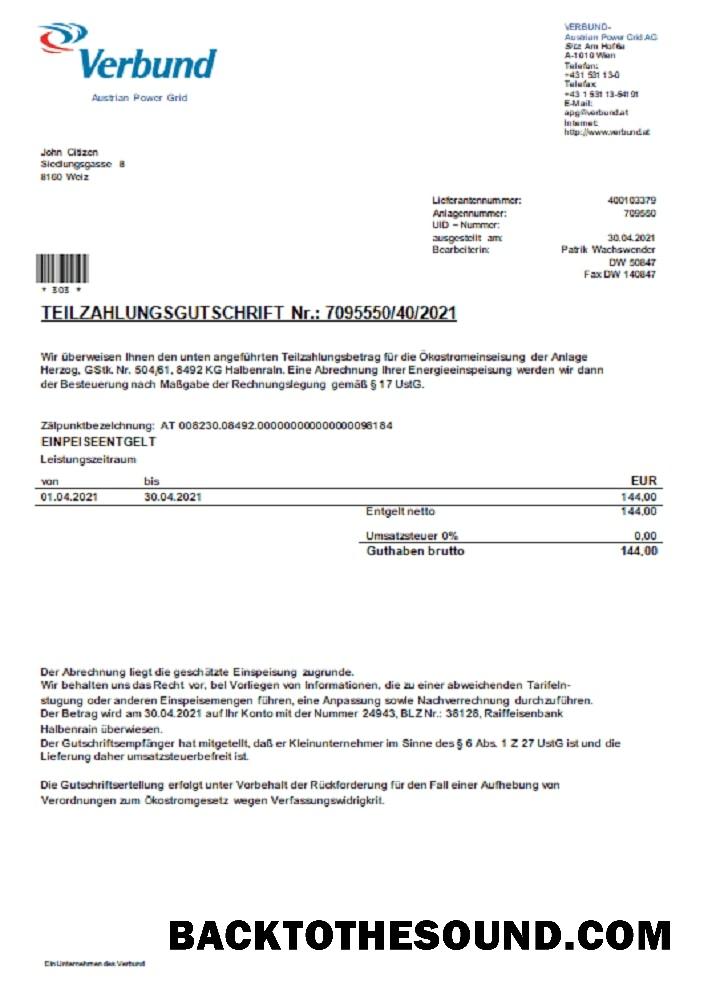 Verbund
Austrian Power Grid
VERBUND-
Austrian Power Grid AG
Sitz Am Hof 6a
A-1010 Wien
Telefon:
+431 531 13-0
Telefax
+43 1 531 13-54191
E-Mail:
apg@verbund.at
Internet:
http://www.verbund.at
John Citizen
Siedlungsgasse 8
8160 Weiz
Lieferantennummer: 400103379
Anlagennummer: 709550
UID – Nummer:
ausgestellt am: 30.04.2021
Bearbeiterin: Patrik Wachswender
DW 50847
Fax DW 140847
* 303 *
TEILZAHLUNGSGUTSCHRIFT Nr.: 7095550/40/2021
Wir überweisen Ihnen den unten angeführten Teilzahlungsbetrag für die Ökostromeinseisung der Anlage
Herzog, GStk. Nr. 504/61, 8492 KG Halbenraln. Eine Abrechnung Ihrer Energieeinspeisung werden wir dann
der Besteuerung nach Maßgabe der Rechnungslegung gemäß § 17 UstG.
Zälpunktbezeichnung: AT 008230.08492.00000000000000098184
EINPEISEENTGELT
Leistungszeitraum
von bis EUR
01.04.2021 30.04.2021 144,00
Entgelt netto 144,00
Umsatzsteuer 0% 0,00
Guthaben brutto 144,00
Der Abrechnung liegt die geschätzte Einspeisung zugrunde.
Wir behalten uns das Recht vor, bei Vorliegen von Informationen, die zu einer abweichenden Tarifeln-
stugung oder anderen Einspeisemengen führen, eine Anpassung sowie Nachverrechnung durchzuführen.
Der Betrag wird am 30.04.2021 auf Ihr Konto mit der Nummer 24943, BLZ Nr.: 38128, Raiffeisenbank
Halbenrain überwiesen.
Der Gutschriftsempfänger hat mitgetellt, daß er Kleinunternehmer im Sinne des § 6 Abs. 1 Z 27 UstG ist und die
Lieferung daher umsatzsteuerbefreit ist.
Die Gutschriftsertellung erfolgt unter Vorbehalt der Rückforderung für den Fall einer Aufhebung van
Verordnungen zum Ökostromgesetz wegen Verfassungswidrigkrit.
BACKTOTHESOUND.COM
Ein Unternehmen des Verbund